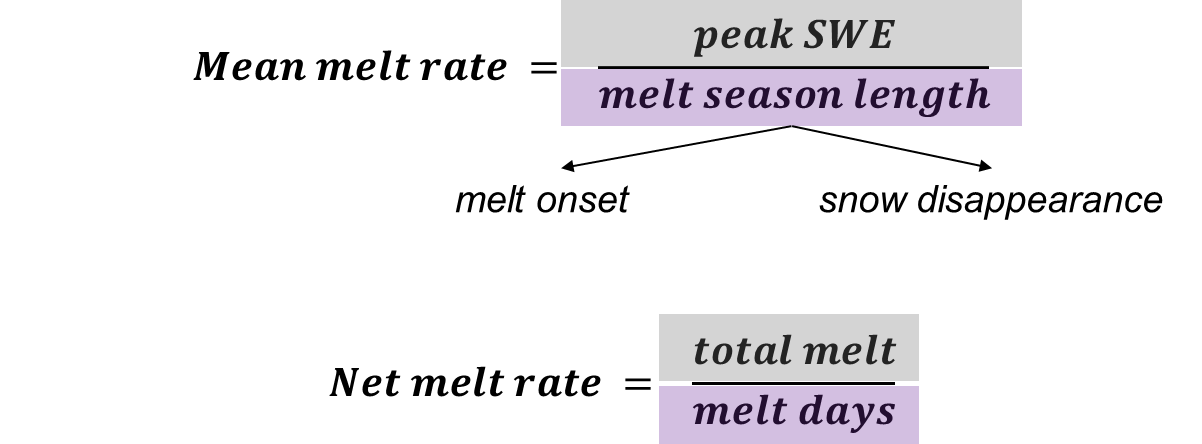 peak SWE
Mean melt rate =
melt season length
melt onset snow disappearance
total melt
Net melt rate =
melt days